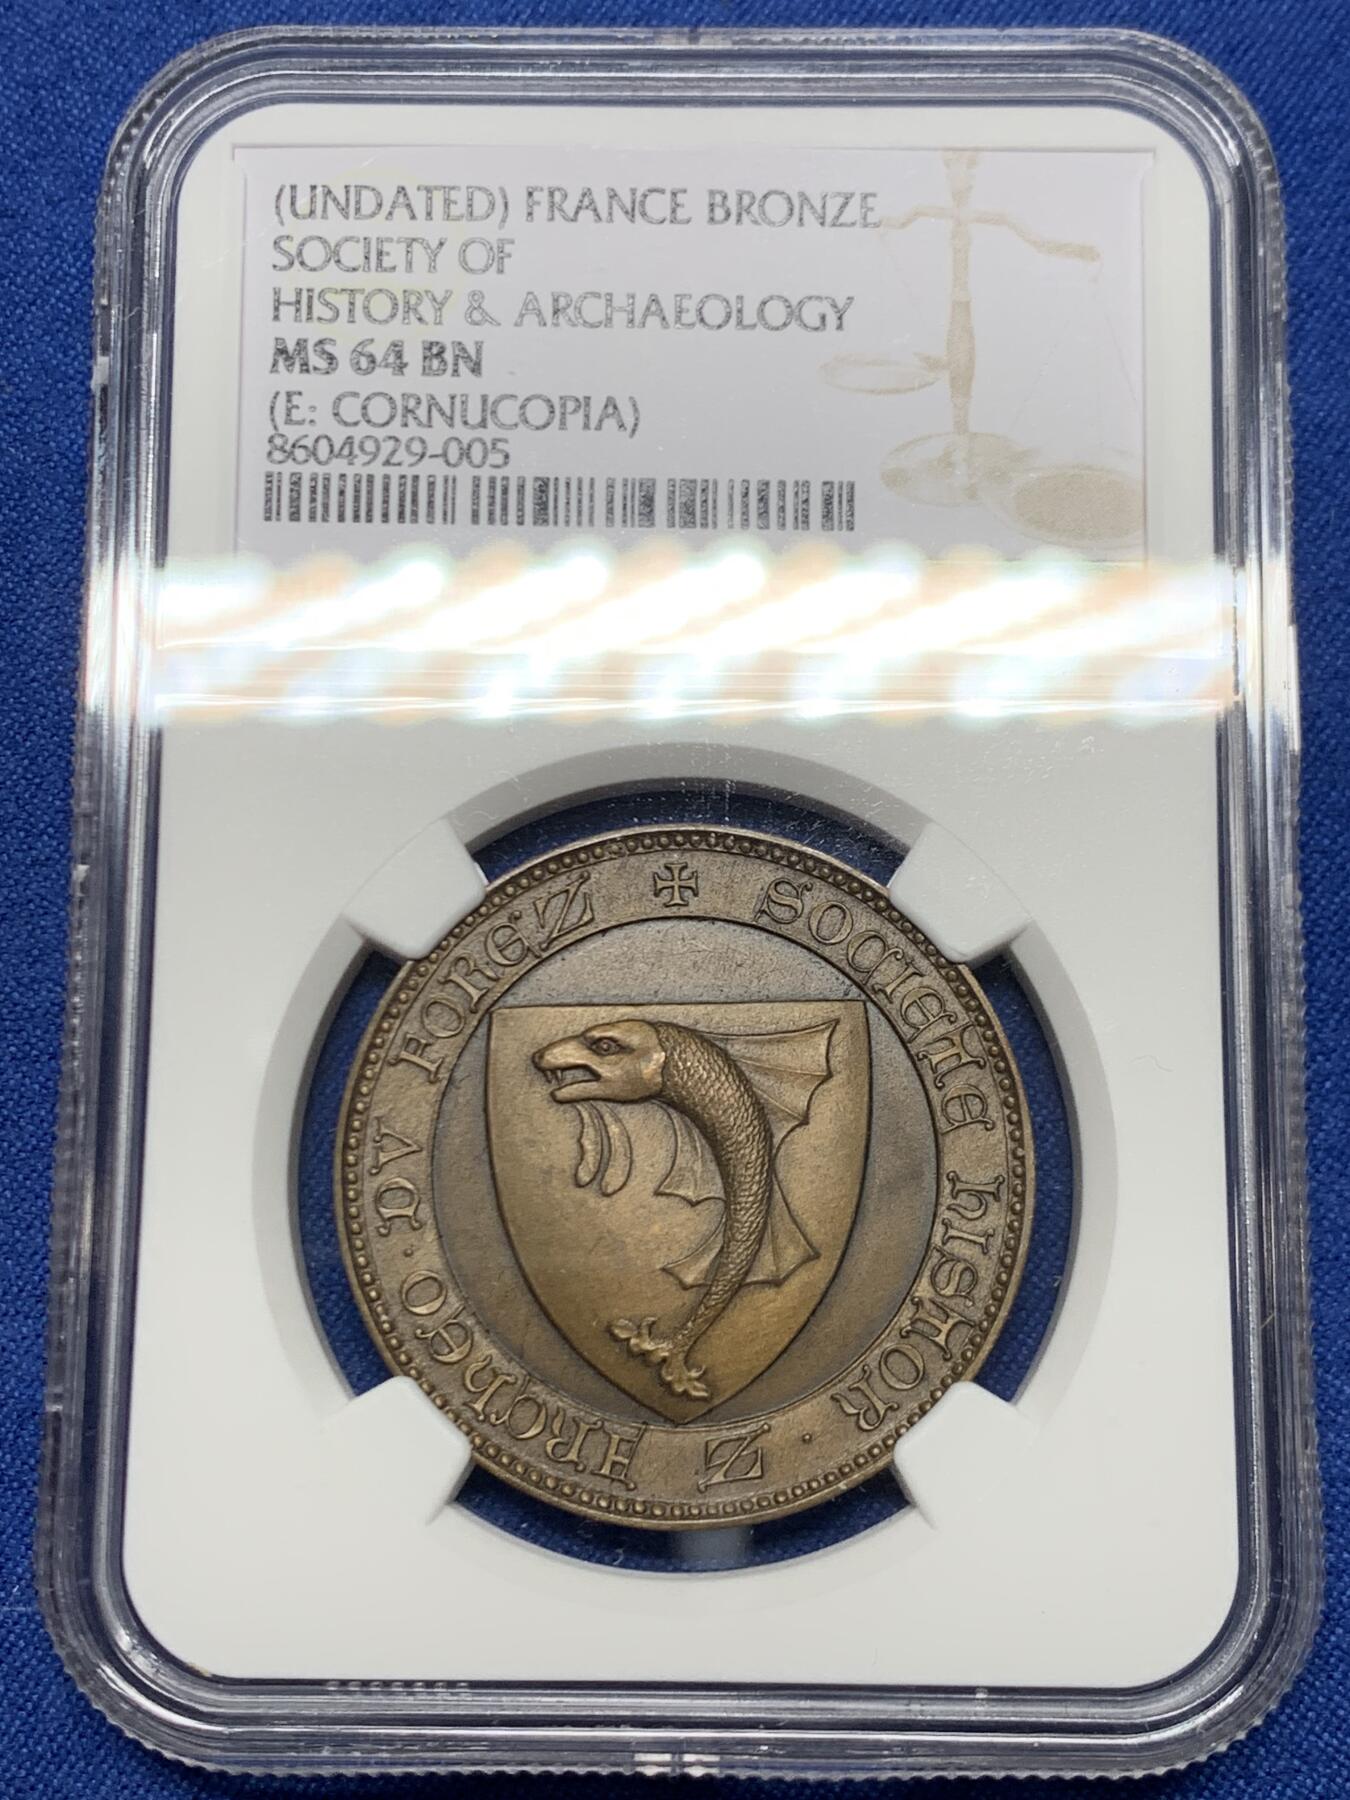 (UNDATED) FRANCE BRONZE
SOCIETY OF
HISTORY & ARCHAEOLOGY
MS 64 BN
(E: CORNUCOPIA)
8604929-005
✠ SOCIETE HISTOR · Z ARCHEO · DV FOREZ